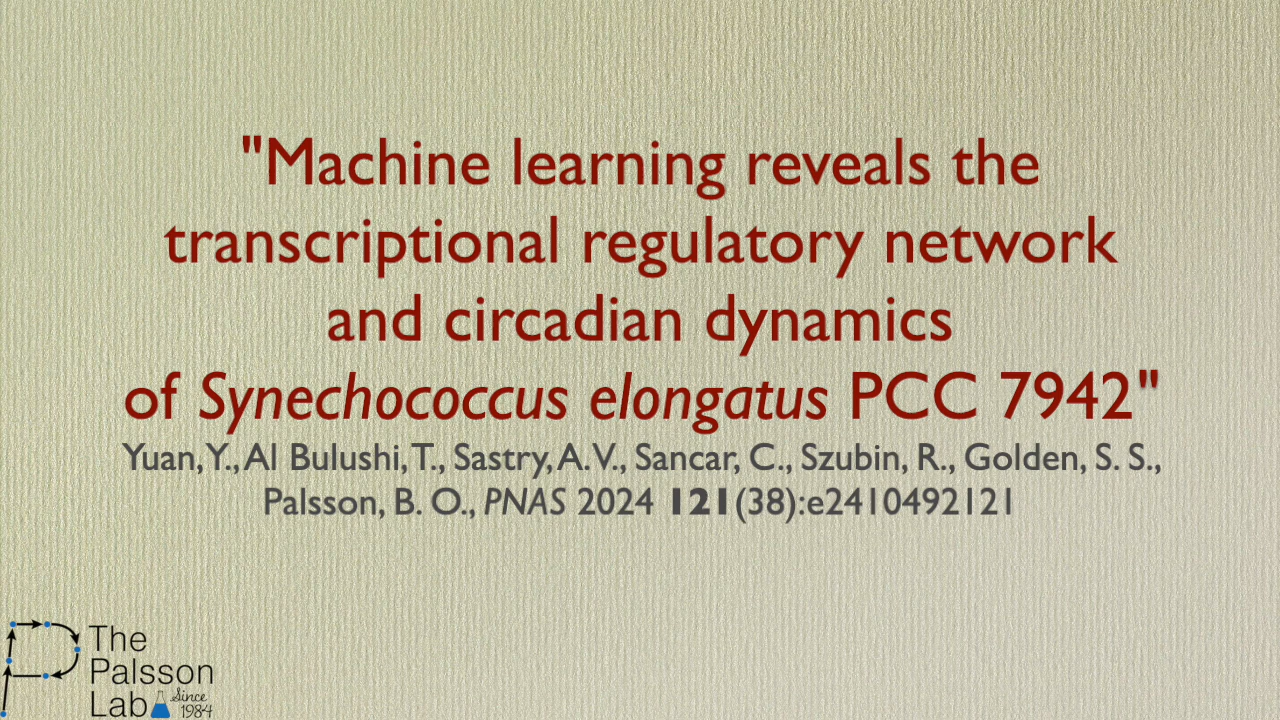 "Machine learning reveals the
transcriptional regulatory network
and circadian dynamics
of Synechococcus elongatus PCC 7942"
Yuan, Y., Al Bulushi, T., Sastry, A. V., Sancar, C., Szubin, R., Golden, S. S.,
Palsson, B. O., PNAS 2024 121(38):e2410492121
The
Palsson
Lab
Since
1984